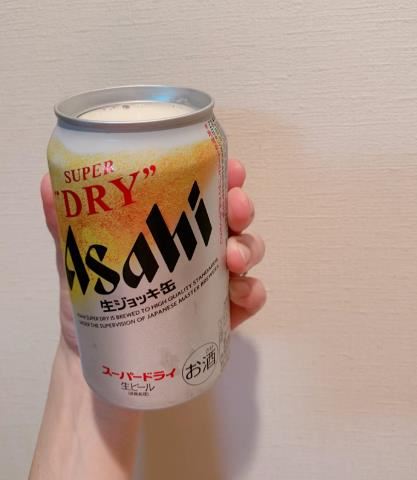 SUPER
"DRY"
Asahi
生ジョッキ缶
ASAHI SUPER DRY IS BREWED TO HIGH QUALITY STANDARDS
UNDER THE SUPERVISION OF JAPANESE MASTER BREWERS.
スーパードライ
生ビール
お酒